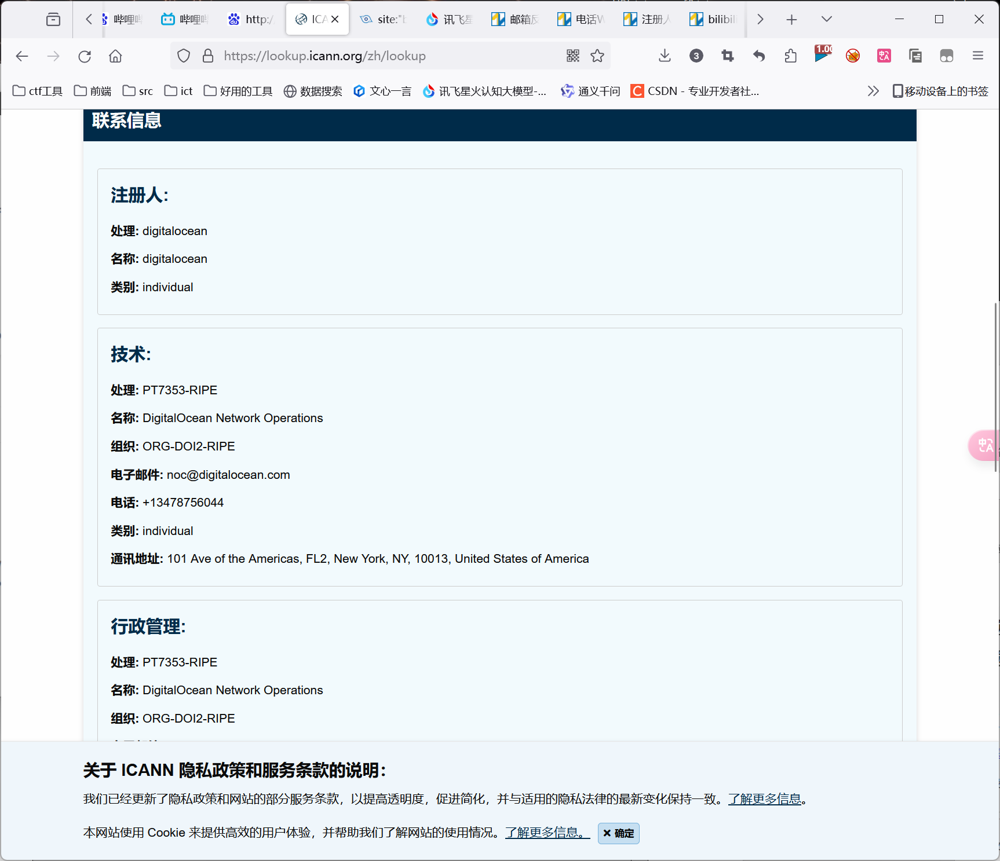 哔哩哔
哔哩哔
http:/
ICA
site:"b
讯飞星
邮箱反
电话W
注册人
bilibili
https://lookup.icann.org/zh/lookup
3
1.00
ctf工具
前端
src
ict
好用的工具
数据搜索
文心一言
讯飞星火认知大模型-...
通义千问
CSDN - 专业开发者社...
移动设备上的书签
联系信息
注册人:
处理: digitalocean
名称: digitalocean
类别: individual
技术:
处理: PT7353-RIPE
名称: DigitalOcean Network Operations
组织: ORG-DOI2-RIPE
电子邮件: noc@digitalocean.com
电话: +13478756044
类别: individual
通讯地址: 101 Ave of the Americas, FL2, New York, NY, 10013, United States of America
行政管理:
处理: PT7353-RIPE
名称: DigitalOcean Network Operations
组织: ORG-DOI2-RIPE
关于 ICANN 隐私政策和服务条款的说明：
我们已经更新了隐私政策和网站的部分服务条款，以提高透明度，促进简化，并与适用的隐私法律的最新变化保持一致。了解更多信息。
本网站使用 Cookie 来提供高效的用户体验，并帮助我们了解网站的使用情况。了解更多信息。 × 确定